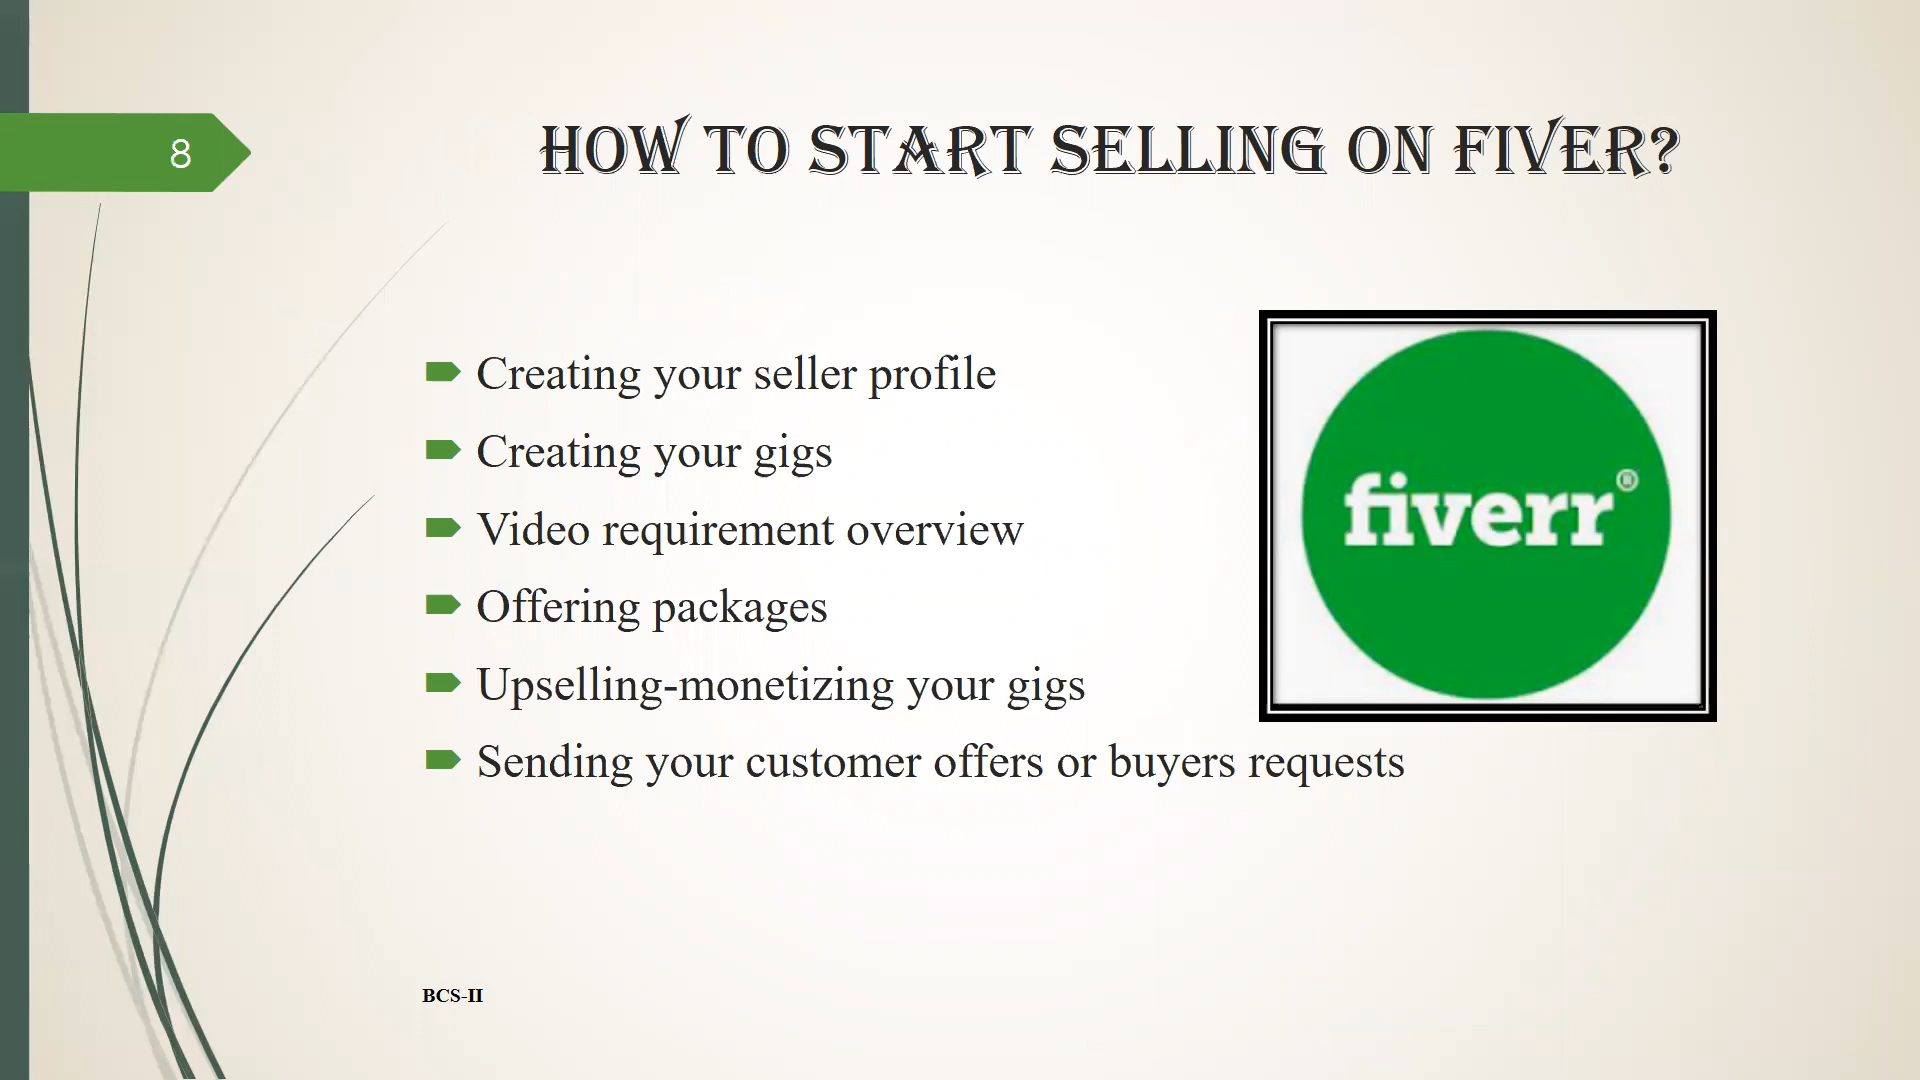 8
HOW TO START SELLING ON FIVER?
Creating your seller profile
Creating your gigs
Video requirement overview
Offering packages
Upselling-monetizing your gigs
Sending your customer offers or buyers requests
fiverr®
BCS-II